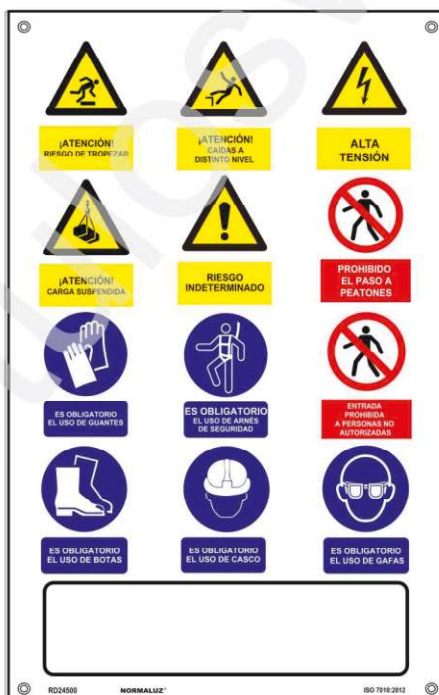 ¡ATENCIÓN!
RIESGO DE TROPEZAR
¡ATENCIÓN!
CAÍDAS A
DISTINTO NIVEL
ALTA
TENSIÓN
¡ATENCIÓN!
CARGA SUSPENDIDA
RIESGO
INDETERMINADO
PROHIBIDO
EL PASO A
PEATONES
ES OBLIGATORIO
EL USO DE GUANTES
ES OBLIGATORIO
EL USO DE ARNÉS
DE SEGURIDAD
ENTRADA
PROHIBIDA
A PERSONAS NO
AUTORIZADAS
ES OBLIGATORIO
EL USO DE BOTAS
ES OBLIGATORIO
EL USO DE CASCO
ES OBLIGATORIO
EL USO DE GAFAS
RD24500 NORMALUZ® ISO 7010:2012